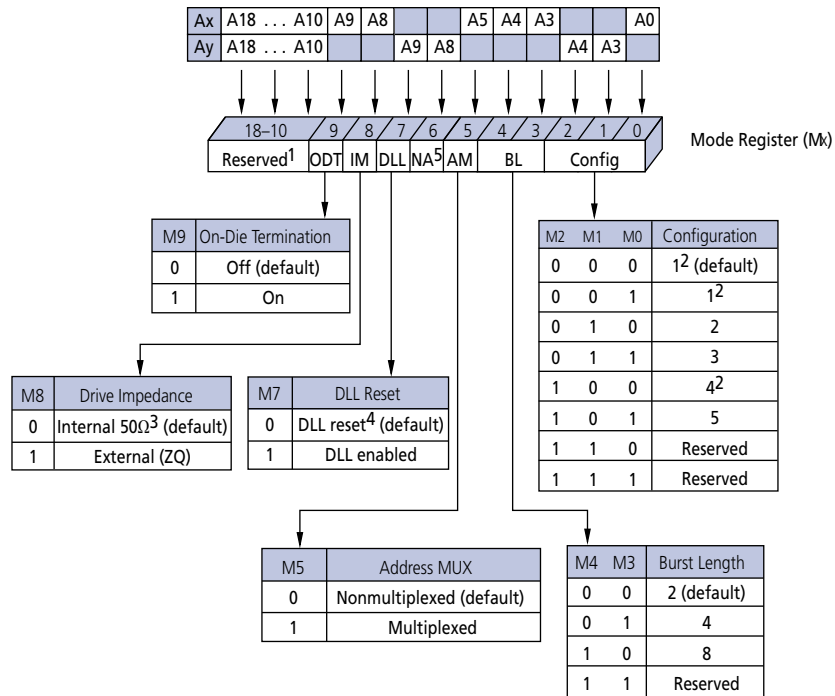 Ax A18 . . . A10 A9 A8 A5 A4 A3 A0
Ay A18 . . . A10 A9 A8 A4 A3
18–10 9 8 7 6 5 4 3 2 1 0
Mode Register (Mx)
Reserved1 ODT IM DLL NA5 AM BL Config
M9 On-Die Termination
0 Off (default)
1 On
M2 M1 M0 Configuration
0 0 0 12 (default)
0 0 1 12
0 1 0 2
0 1 1 3
1 0 0 42
1 0 1 5
1 1 0 Reserved
1 1 1 Reserved
M8 Drive Impedance
0 Internal 50Ω3 (default)
1 External (ZQ)
M7 DLL Reset
0 DLL reset4 (default)
1 DLL enabled
M5 Address MUX
0 Nonmultiplexed (default)
1 Multiplexed
M4 M3 Burst Length
0 0 2 (default)
0 1 4
1 0 8
1 1 Reserved